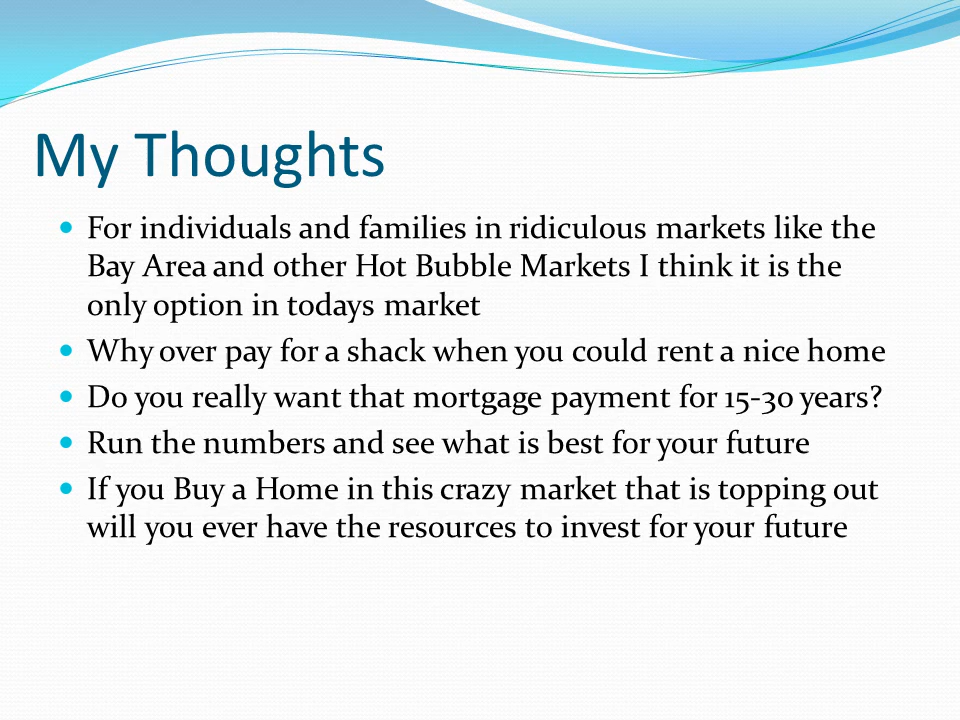 My Thoughts
For individuals and families in ridiculous markets like the
Bay Area and other Hot Bubble Markets I think it is the
only option in todays market
Why over pay for a shack when you could rent a nice home
Do you really want that mortgage payment for 15-30 years?
Run the numbers and see what is best for your future
If you Buy a Home in this crazy market that is topping out
will you ever have the resources to invest for your future